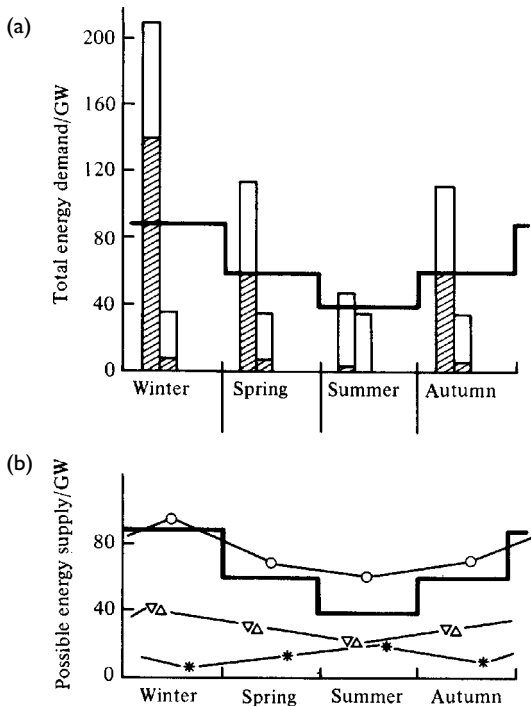 (a)
Total energy demand/GW
200
160
120
80
40
0
Winter
Spring
Summer
Autumn
(b)
Possible energy supply/GW
80
40
0
Winter
Spring
Summer
Autumn